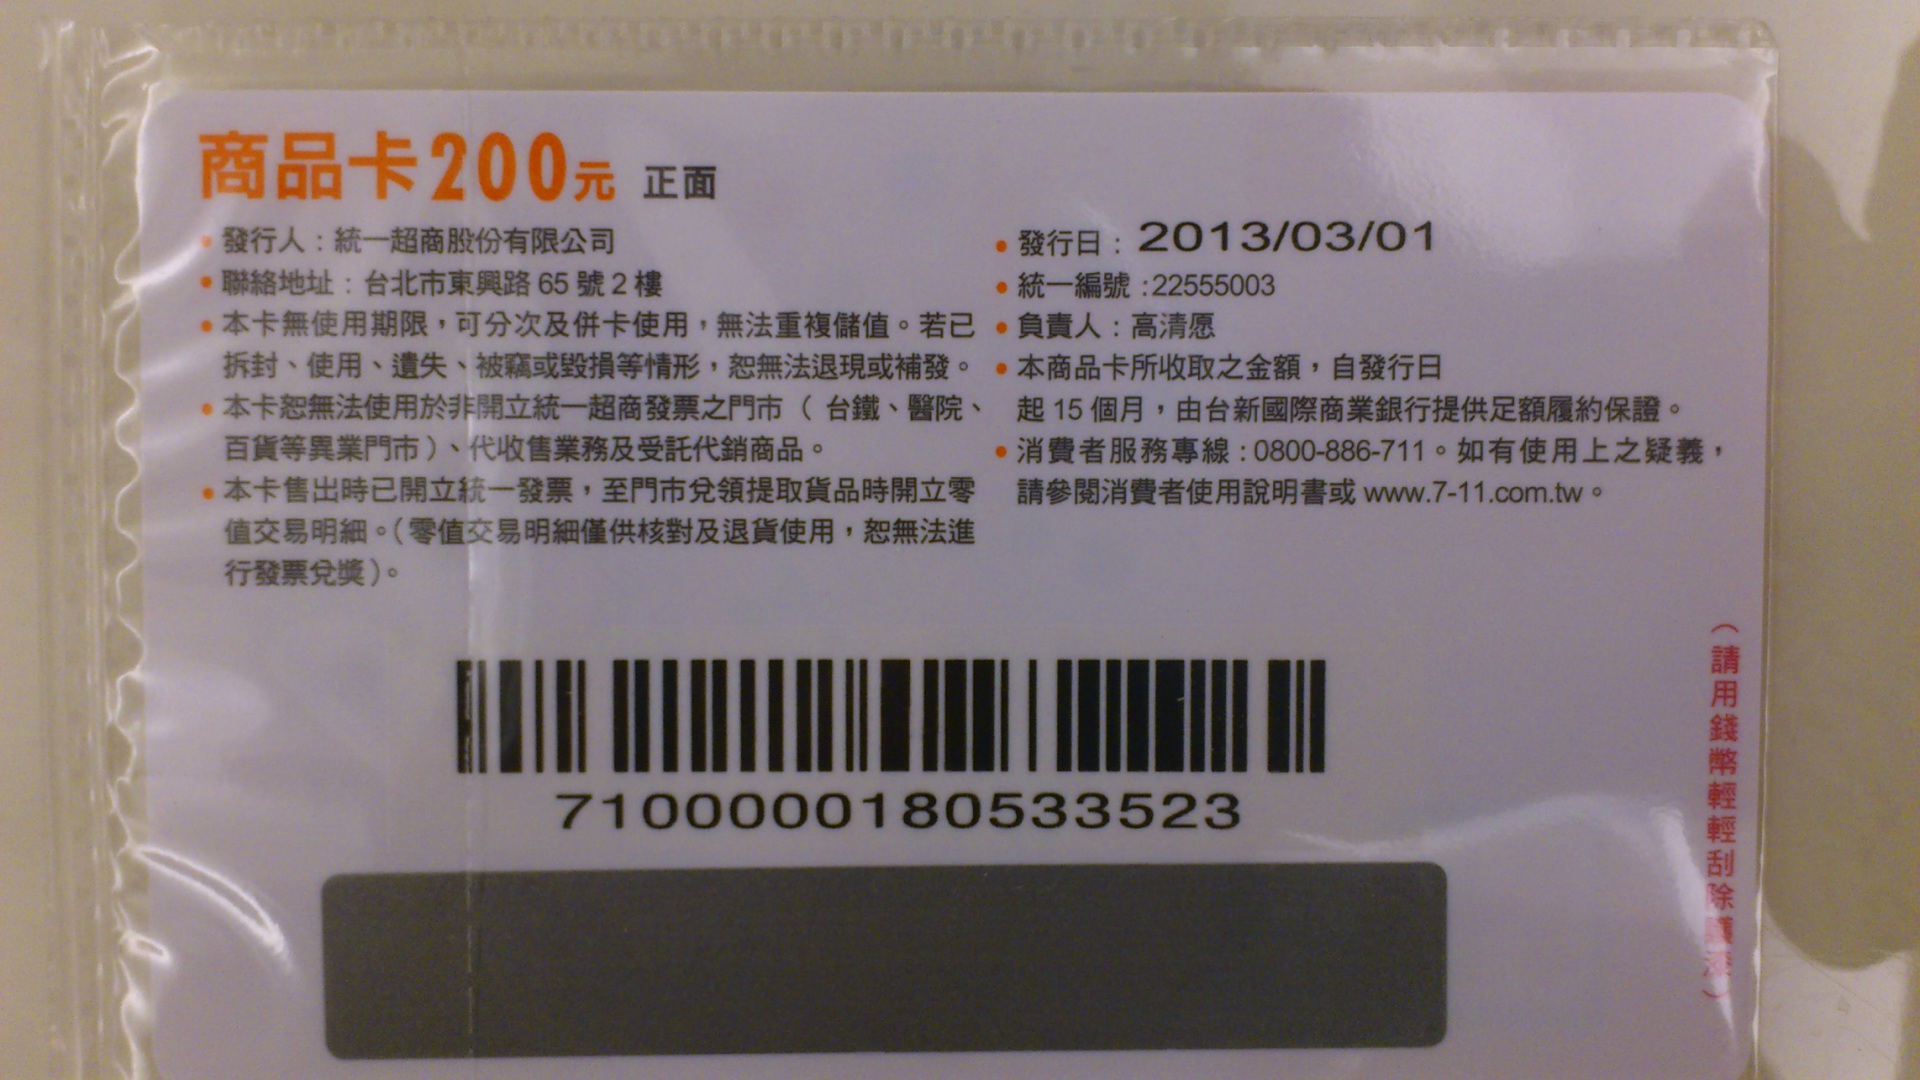 商品卡200元 正面
• 發行人：統一超商股份有限公司
• 聯絡地址：台北市東興路 65 號 2 樓
• 本卡無使用期限，可分次及併卡使用，無法重複儲值。若已
拆封、使用、遺失、被竊或毀損等情形，恕無法退現或補發。
• 本卡恕無法使用於非開立統一超商發票之門市（ 台鐵、醫院、
百貨等異業門市）、代收售業務及受託代銷商品。
• 本卡售出時已開立統一發票，至門市兌領提取貨品時開立零
值交易明細。（零值交易明細僅供核對及退貨使用，恕無法進
行發票兌獎）。
• 發行日：2013/03/01
• 統一編號:22555003
• 負責人：高清愿
• 本商品卡所收取之金額，自發行日
起 15 個月，由台新國際商業銀行提供足額履約保證。
• 消費者服務專線:0800-886-711。如有使用上之疑義，
請參閱消費者使用說明書或 www.7-11.com.tw。
7100000180533523
（請用錢幣輕輕刮除護漆）